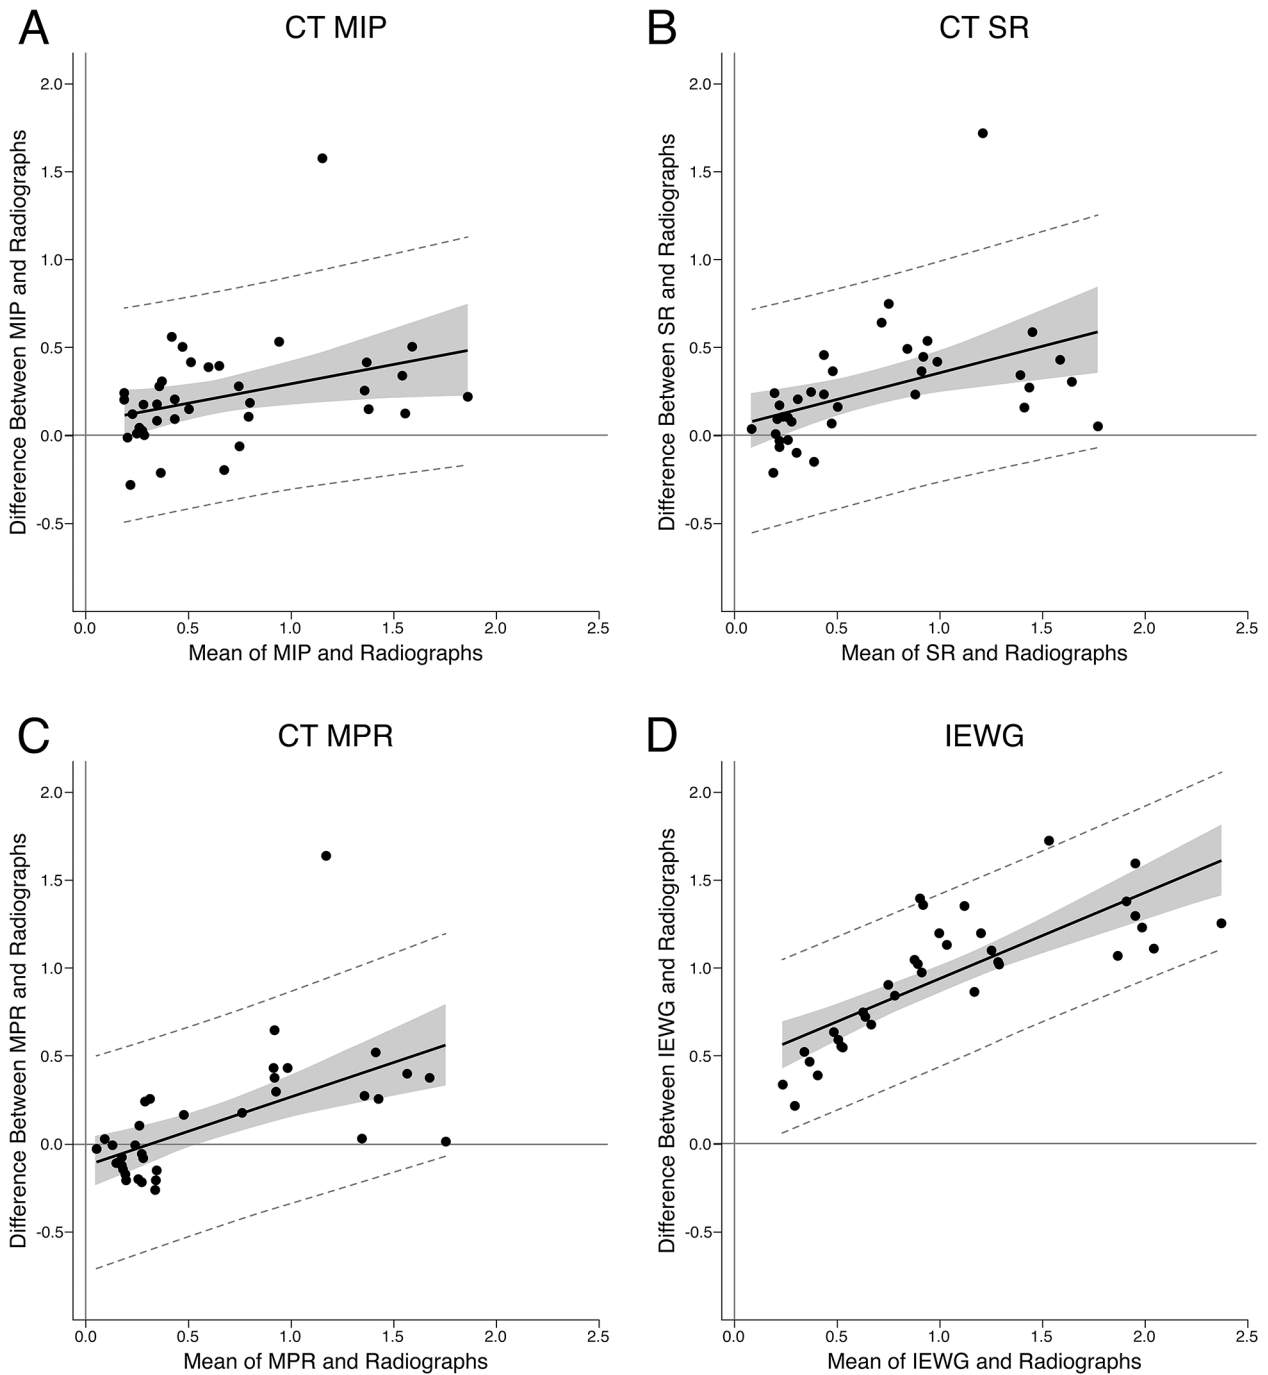 A
CT MIP
Difference Between MIP and Radiographs
2.0
1.5
1.0
0.5
0.0
-0.5
0.0 0.5 1.0 1.5 2.0 2.5
Mean of MIP and Radiographs
B
CT SR
Difference Between SR and Radiographs
2.0
1.5
1.0
0.5
0.0
-0.5
0.0 0.5 1.0 1.5 2.0 2.5
Mean of SR and Radiographs
C
CT MPR
Difference Between MPR and Radiographs
2.0
1.5
1.0
0.5
0.0
-0.5
0.0 0.5 1.0 1.5 2.0 2.5
Mean of MPR and Radiographs
D
IEWG
Difference Between IEWG and Radiographs
2.0
1.5
1.0
0.5
0.0
-0.5
0.0 0.5 1.0 1.5 2.0 2.5
Mean of IEWG and Radiographs